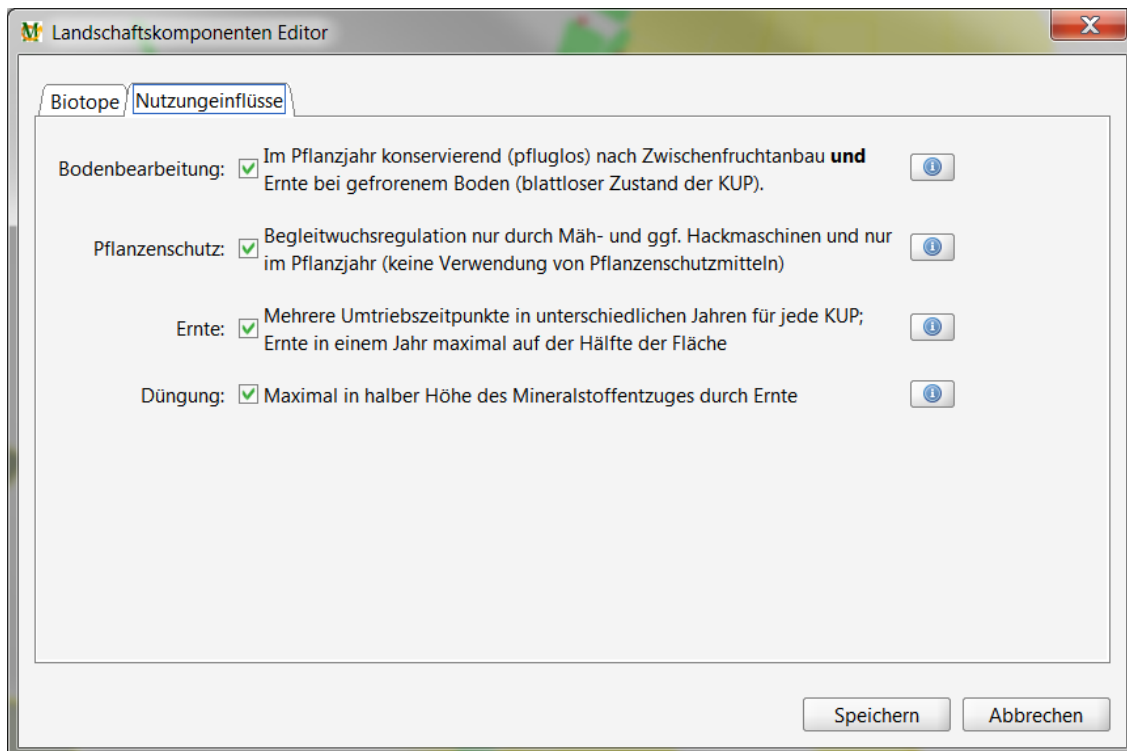 Landschaftskomponenten Editor
Biotope Nutzungeinflüsse
Bodenbearbeitung: Im Pflanzjahr konservierend (pfluglos) nach Zwischenfruchtanbau und
Ernte bei gefrorenem Boden (blattloser Zustand der KUP).
Pflanzenschutz: Begleitwuchsregulation nur durch Mäh- und ggf. Hackmaschinen und nur
im Pflanzjahr (keine Verwendung von Pflanzenschutzmitteln)
Ernte: Mehrere Umtriebszeitpunkte in unterschiedlichen Jahren für jede KUP;
Ernte in einem Jahr maximal auf der Hälfte der Fläche
Düngung: Maximal in halber Höhe des Mineralstoffentzuges durch Ernte
Speichern Abbrechen